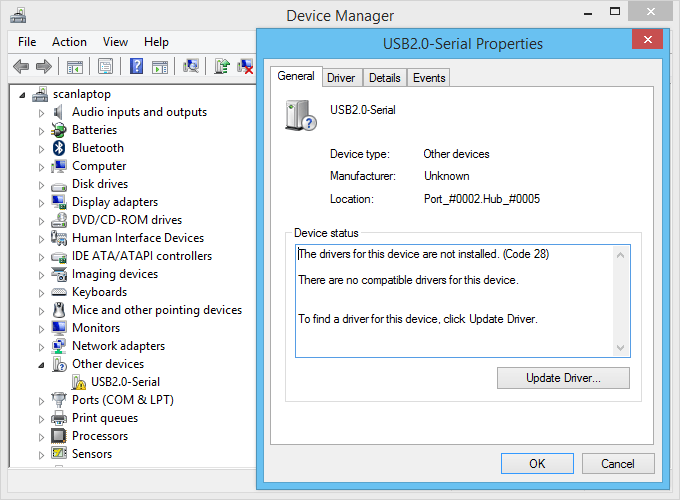 Device Manager
File Action View Help
scanlaptop
Audio inputs and outputs
Batteries
Bluetooth
Computer
Disk drives
Display adapters
DVD/CD-ROM drives
Human Interface Devices
IDE ATA/ATAPI controllers
Imaging devices
Keyboards
Mice and other pointing devices
Monitors
Network adapters
Other devices
USB2.0-Serial
Ports (COM & LPT)
Print queues
Processors
Sensors
USB2.0-Serial Properties
General Driver Details Events
USB2.0-Serial
Device type: Other devices
Manufacturer: Unknown
Location: Port_#0002.Hub_#0005
Device status
The drivers for this device are not installed. (Code 28)
There are no compatible drivers for this device.
To find a driver for this device, click Update Driver.
Update Driver...
OK Cancel